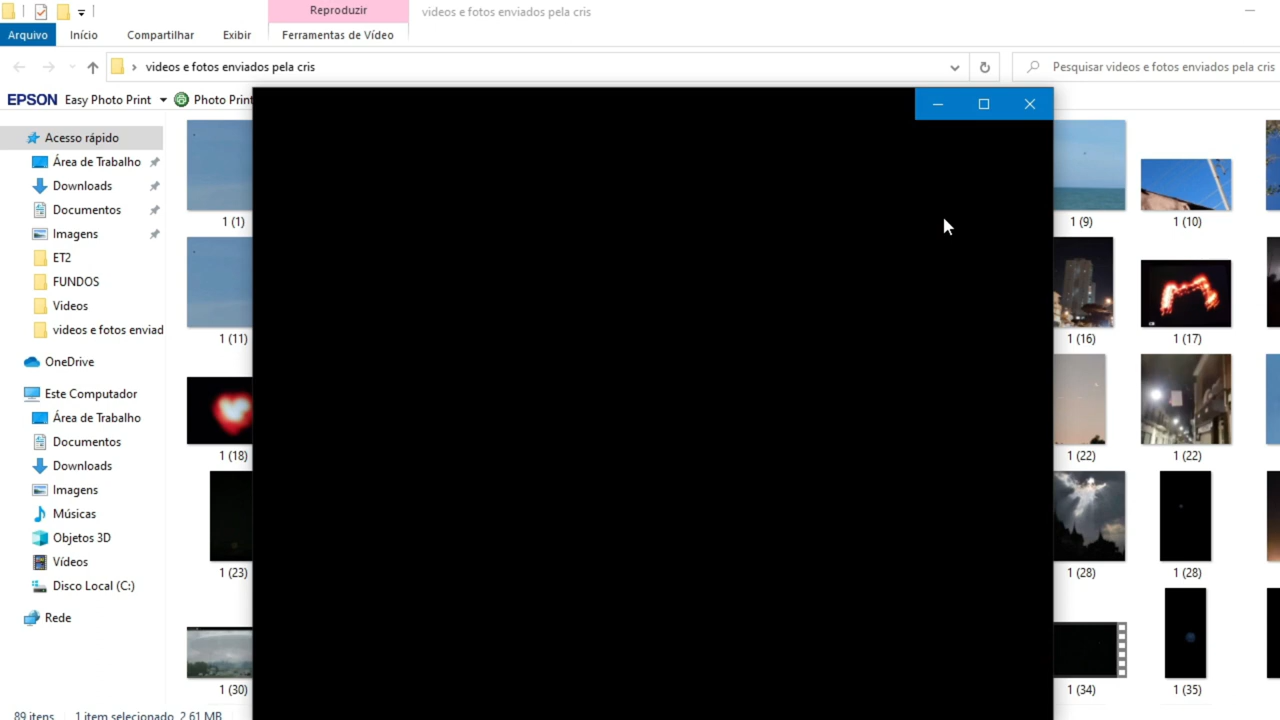 Reproduzir
videos e fotos enviados pela cris
Arquivo
Início
Compartilhar
Exibir
Ferramentas de Vídeo
videos e fotos enviados pela cris
Pesquisar videos e fotos enviados pela cris
EPSON Easy Photo Print
Photo Print
Acesso rápido
Área de Trabalho
Downloads
Documentos
Imagens
ET2
FUNDOS
Videos
videos e fotos enviad
OneDrive
Este Computador
Área de Trabalho
Documentos
Downloads
Imagens
Músicas
Objetos 3D
Vídeos
Disco Local (C:)
Rede
1 (1)
1 (9)
1 (10)
1 (11)
1 (16)
1 (17)
1 (18)
1 (22)
1 (22)
1 (23)
1 (28)
1 (28)
1 (30)
1 (34)
1 (35)
89 itens
1 item selecionado 2,61 MB